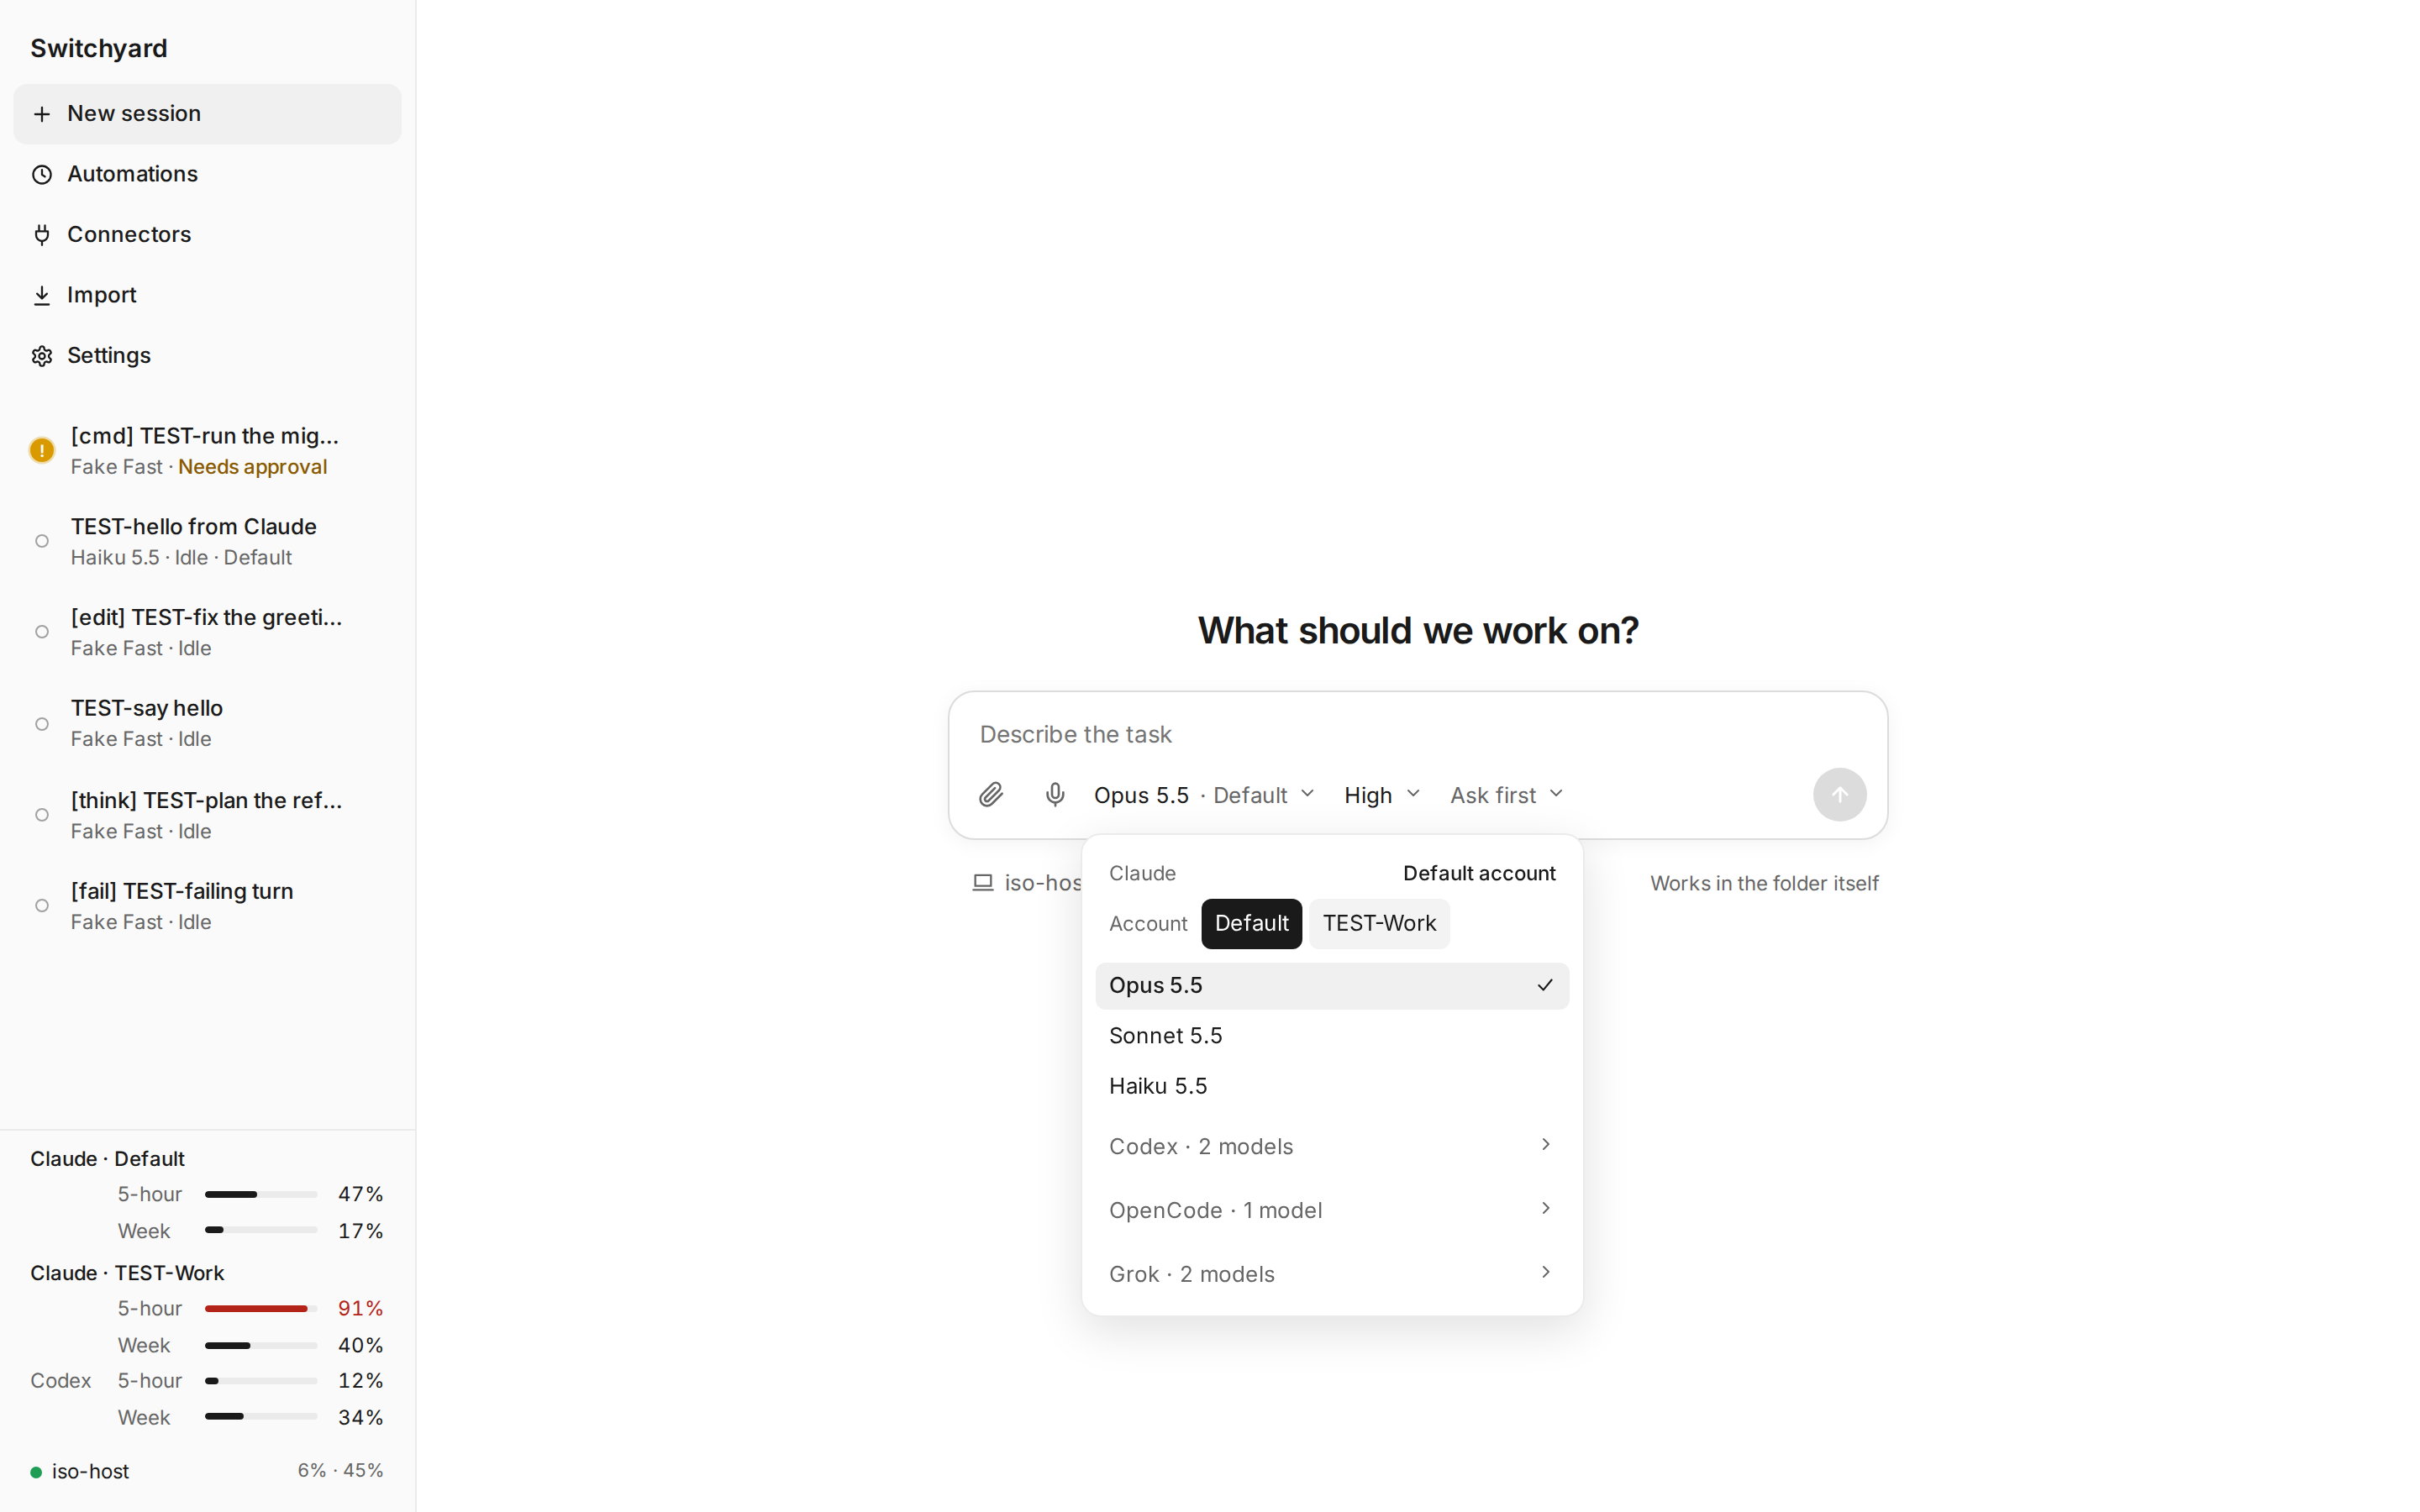 Switchyard
New session
Automations
Connectors
Import
Settings
[cmd] TEST-run the mig...
Fake Fast · Needs approval
TEST-hello from Claude
Haiku 5.5 · Idle · Default
[edit] TEST-fix the greeti...
Fake Fast · Idle
TEST-say hello
Fake Fast · Idle
[think] TEST-plan the ref...
Fake Fast · Idle
[fail] TEST-failing turn
Fake Fast · Idle
Claude · Default
5-hour 47%
Week 17%
Claude · TEST-Work
5-hour 91%
Week 40%
Codex 5-hour 12%
Week 34%
iso-host 6% · 45%
What should we work on?
Describe the task
Opus 5.5 · Default High Ask first
iso-hos Works in the folder itself
Claude Default account
Account Default TEST-Work
Opus 5.5
Sonnet 5.5
Haiku 5.5
Codex · 2 models
OpenCode · 1 model
Grok · 2 models